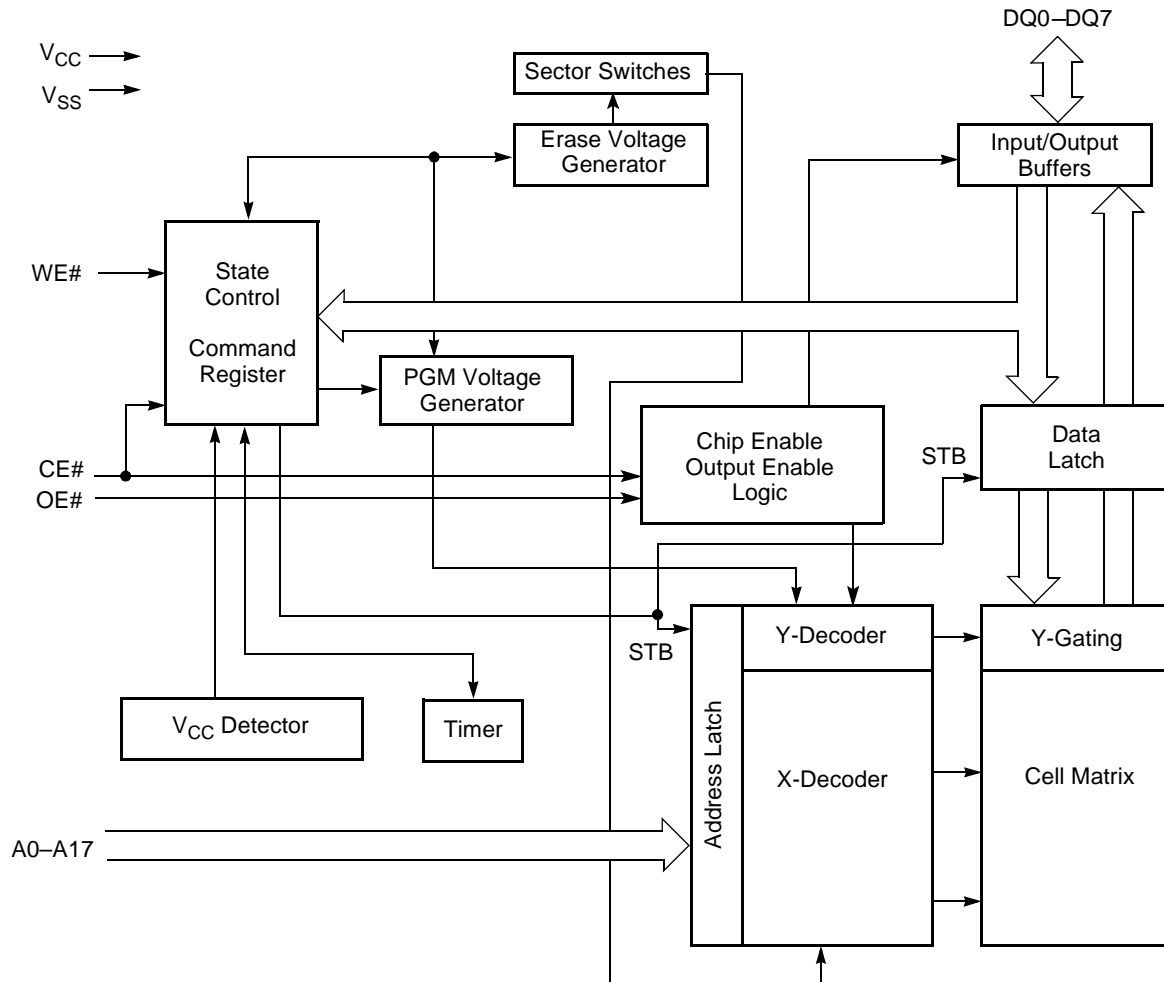 DQ0–DQ7
VCC
VSS
Sector Switches
Erase Voltage
Generator
Input/Output
Buffers
WE#
State
Control
Command
Register
PGM Voltage
Generator
Chip Enable
Output Enable
Logic
STB
Data
Latch
CE#
OE#
STB
Address Latch
Y-Decoder
Y-Gating
VCC Detector
Timer
X-Decoder
Cell Matrix
A0–A17